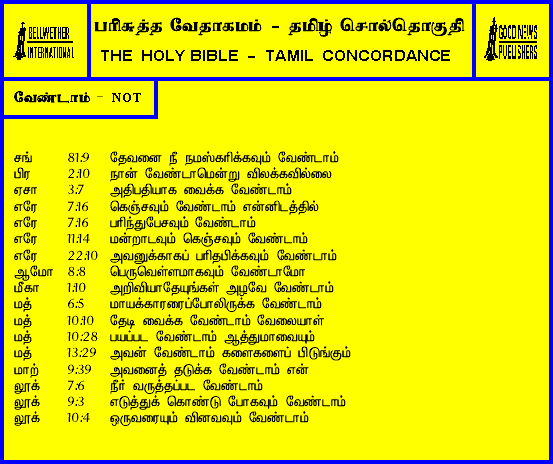 BELLWETHER INTERNATIONAL
பரிசுத்த வேதாகமம் - தமிழ் சொல்தொகுதி
THE HOLY BIBLE - TAMIL CONCORDANCE
GOOD NEWS PUBLISHERS
வேண்டாம் - NOT
சங் 81:9 தேவனை நீ நமஸ்கரிக்கவும் வேண்டாம்
பிர 2:10 நான் வேண்டாமென்று விலக்கவில்லை
ஏசா 3:7 அதிபதியாக வைக்க வேண்டாம்
எரே 7:16 கெஞ்சவும் வேண்டாம் என்னிடத்தில்
எரே 7:16 பரிந்துபேசவும் வேண்டாம்
எரே 11:14 மன்றாடவும் கெஞ்சவும் வேண்டாம்
எரே 22:10 அவனுக்காகப் பரிதபிக்கவும் வேண்டாம்
ஆமோ 8:8 பெருவெள்ளமாகவும் வேண்டாமோ
மீகா 1:10 அறிவியாதேயுங்கள் அழவே வேண்டாம்
மத் 6:5 மாயக்காரரைப்போலிருக்க வேண்டாம்
மத் 10:10 தேடி வைக்க வேண்டாம் வேலையாள்
மத் 10:28 பயப்பட வேண்டாம் ஆத்துமாவையும்
மத் 13:29 அவன் வேண்டாம் களைகளைப் பிடுங்கும்
மாற் 9:39 அவனைத் தடுக்க வேண்டாம் என்
லூக் 7:6 நீர் வருத்தப்பட வேண்டாம்
லூக் 9:3 எடுத்துக் கொண்டு போகவும் வேண்டாம்
லூக் 10:4 ஒருவரையும் வினவவும் வேண்டாம்